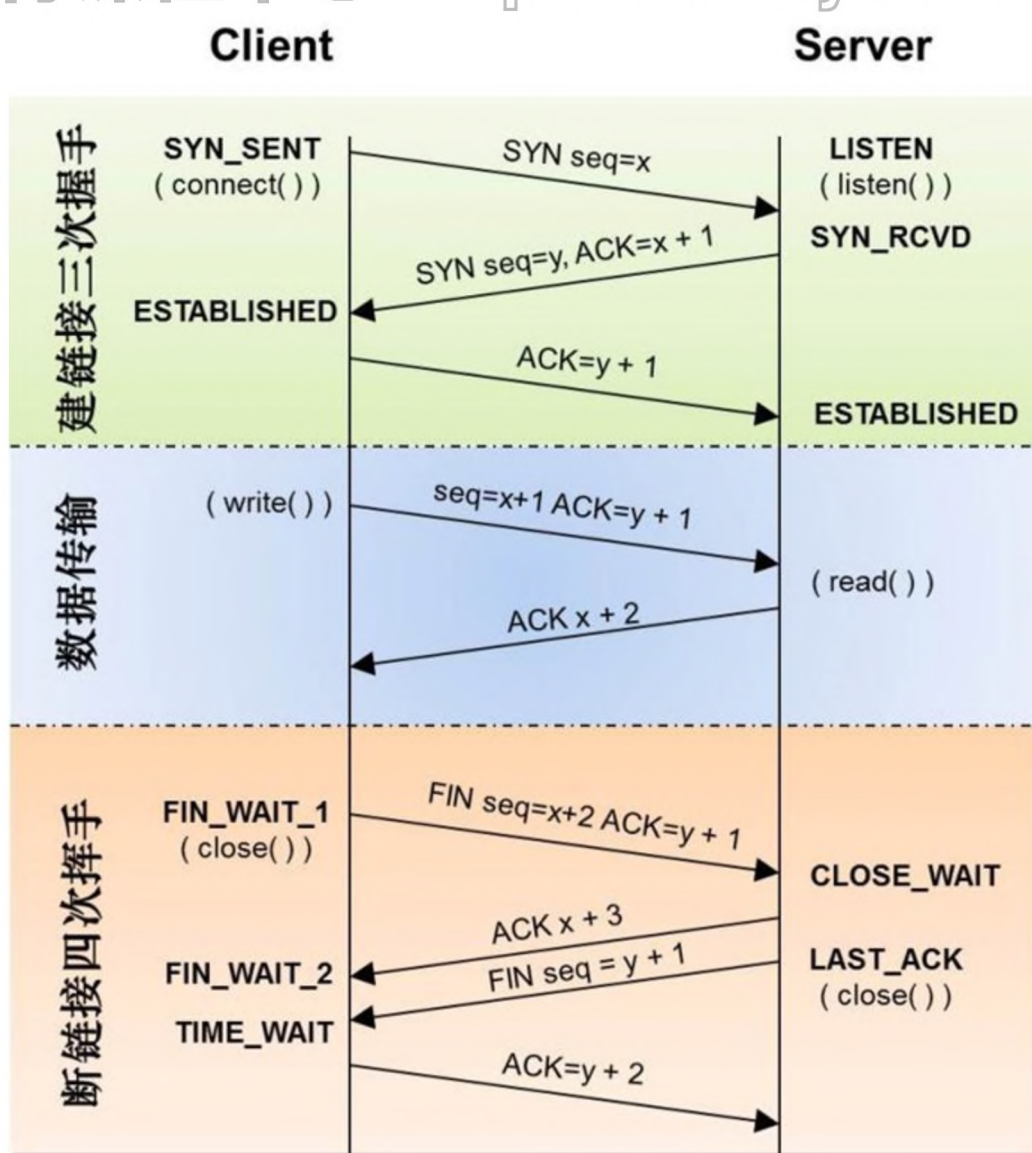 Client
Server
建链接三次握手
SYN_SENT
( connect( ) )
SYN seq=x
LISTEN
( listen( ) )
SYN_RCVD
SYN seq=y, ACK=x + 1
ESTABLISHED
ACK=y + 1
ESTABLISHED
数据传输
( write( ) )
seq=x+1 ACK=y + 1
( read( ) )
ACK x + 2
断链接四次挥手
FIN_WAIT_1
( close( ) )
FIN seq=x+2 ACK=y + 1
CLOSE_WAIT
ACK x + 3
FIN_WAIT_2
FIN seq = y + 1
LAST_ACK
( close( ) )
TIME_WAIT
ACK=y + 2